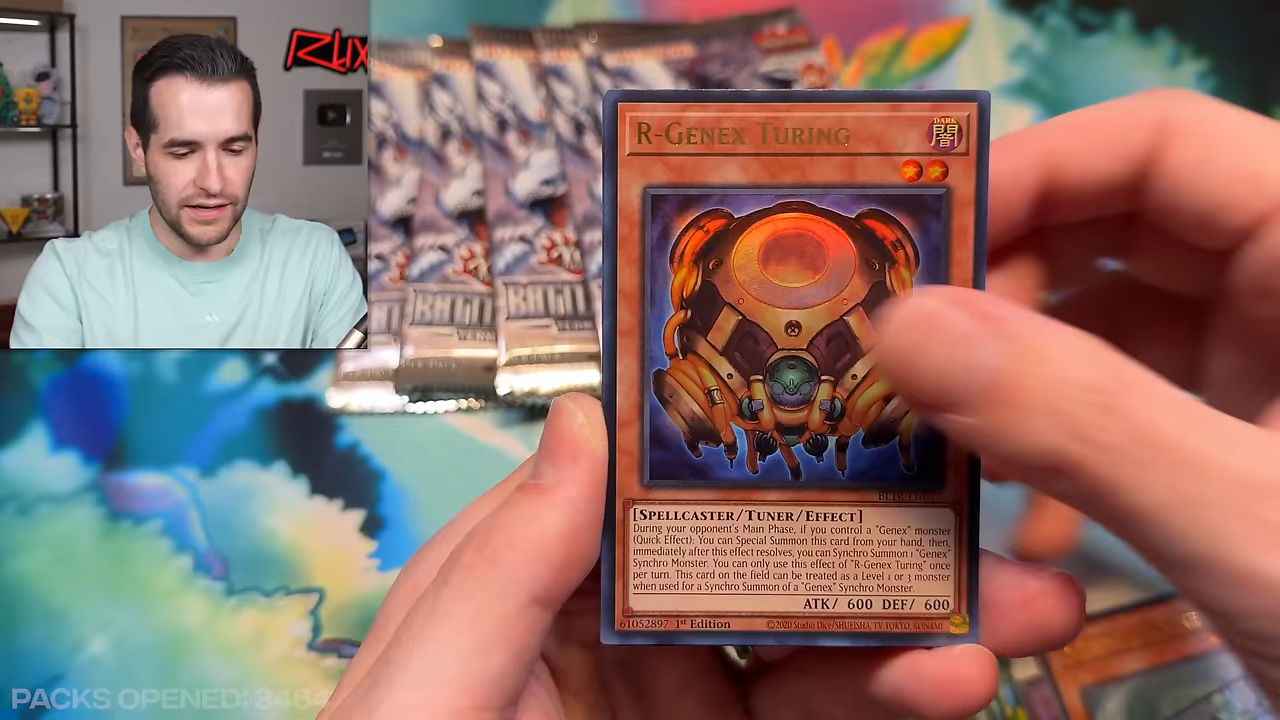 Rux
R-Genex Turing
DARK
闇
[Spellcaster/Tuner/Effect]
During your opponent's Main Phase, if you control a "Genex" monster
(Quick Effect): You can Special Summon this card from your hand, then,
immediately after this effect resolves, you can Synchro Summon 1 "Genex"
Synchro Monster. You can only use this effect of "R-Genex Turing" once
per turn. This card on the field can be treated as a Level 1 or 3 monster
when used for a Synchro Summon of a "Genex" Synchro Monster.
ATK/ 600 DEF/ 600
61052897 1st Edition ©2020 Studio Dice/SHUEISHA, TV TOKYO, KONAMI
PACKS OPENED: 3464